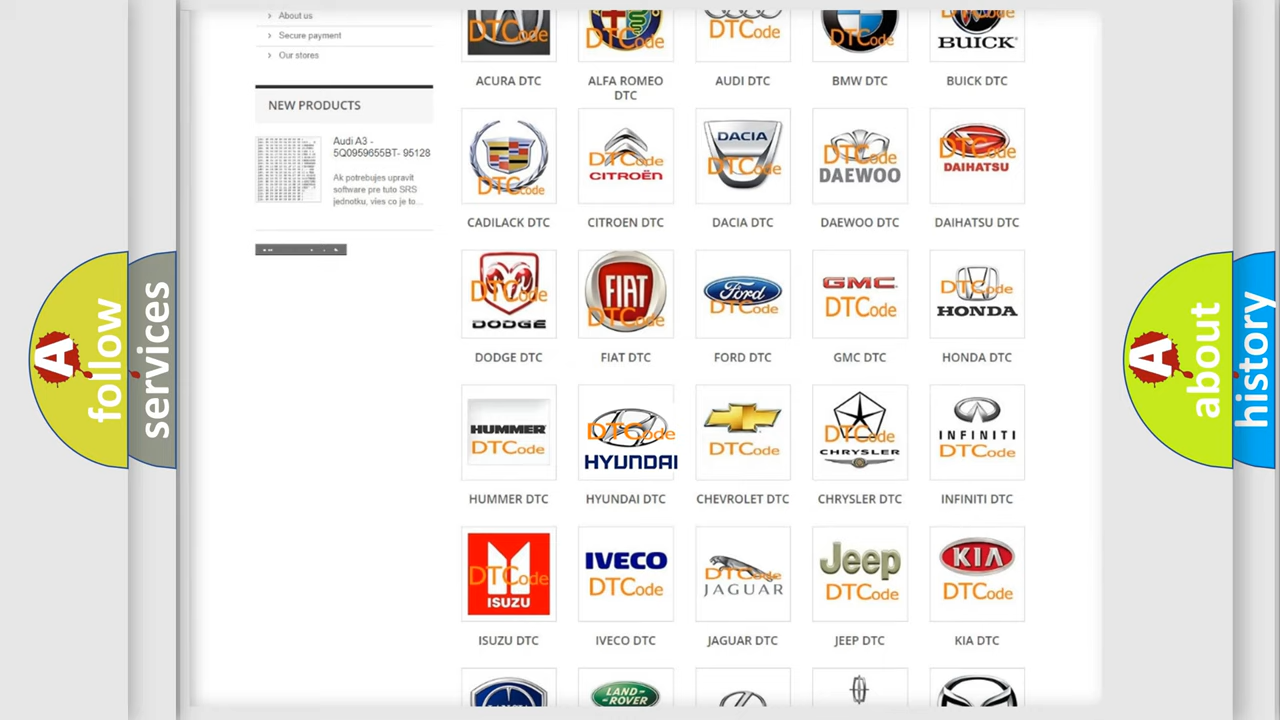 About us
Secure payment
Our stores
NEW PRODUCTS
Audi A3 -
5Q0959655BT- 95128
Ak potrebujes upravit
software pre tuto SRS
jednotku, vies co je to...
DTCode
DTCode
DTCode
DTCode
BUICK
ACURA DTC
ALFA ROMEO
DTC
AUDI DTC
BMW DTC
BUICK DTC
DTCode
DTCode
CITROËN
DACIA
DTCode
DTCode
DAEWOO
DTCode
DAIHATSU
CADILACK DTC
CITROEN DTC
DACIA DTC
DAEWOO DTC
DAIHATSU DTC
DTCode
DODGE
FIAT
DTCode
Ford
DTCode
GMC
DTCode
DTCode
HONDA
DODGE DTC
FIAT DTC
FORD DTC
GMC DTC
HONDA DTC
HUMMER
DTCode
DTCode
HYUNDAI
DTCode
DTCode
CHRYSLER
INFINITI
DTCode
HUMMER DTC
HYUNDAI DTC
CHEVROLET DTC
CHRYSLER DTC
INFINITI DTC
DTCode
ISUZU
IVECO
DTCode
DTCode
JAGUAR
Jeep
DTCode
KIA
DTCode
ISUZU DTC
IVECO DTC
JAGUAR DTC
JEEP DTC
KIA DTC
LAND-
ROVER
A
follow
services
A
about
history